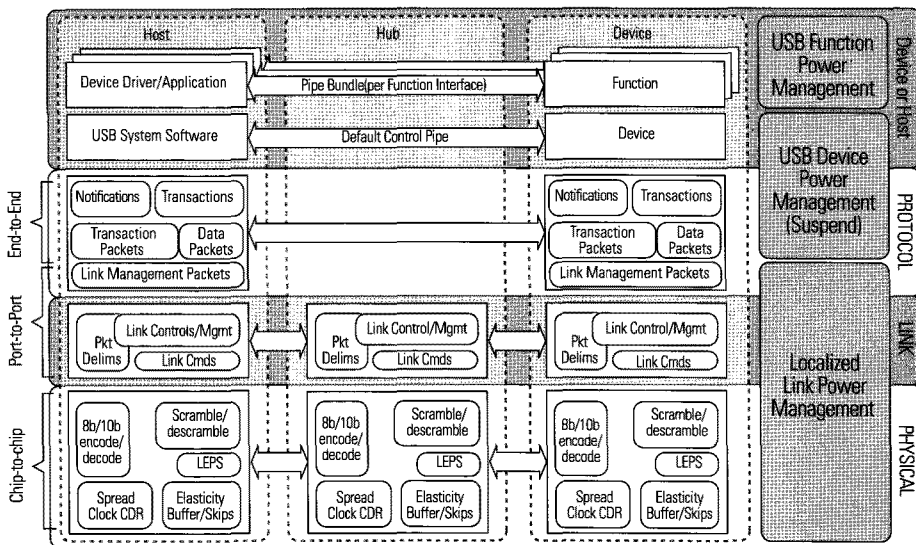 Host
Hub
Device
Device Driver/Application
Pipe Bundle(per Function Interface)
Function
USB System Software
Default Control Pipe
Device
USB Function
Power
Management
Device or Host
USB Device
Power
Management
(Suspend)
End-to-End
Notifications
Transactions
Transaction
Packets
Data
Packets
Link Management Packets
Notifications
Transactions
Transaction
Packets
Data
Packets
Link Management Packets
PROTOCOL
Port-to-Port
Pkt
Delims
Link Controls/Mgmt
Link Cmds
Pkt
Delims
Link Control/Mgmt
Link Cmds
Pkt
Delims
Link Control/Mgmt
Link Cmds
LINK
Localized
Link Power
Management
Chip-to-chip
8b/10b
encode/
decode
Scramble/
descramble
LEPS
Spread
Clock CDR
Elasticity
Buffer/Skips
8b/10b
encode/
decode
Scramble/
descramble
LEPS
Spread
Clock CDR
Elasticity
Buffer/Skips
8b/10b
encode/
decode
Scramble/
descramble
LEPS
Spread
Clock CDR
Elasticity
Buffer/Skips
PHYSICAL